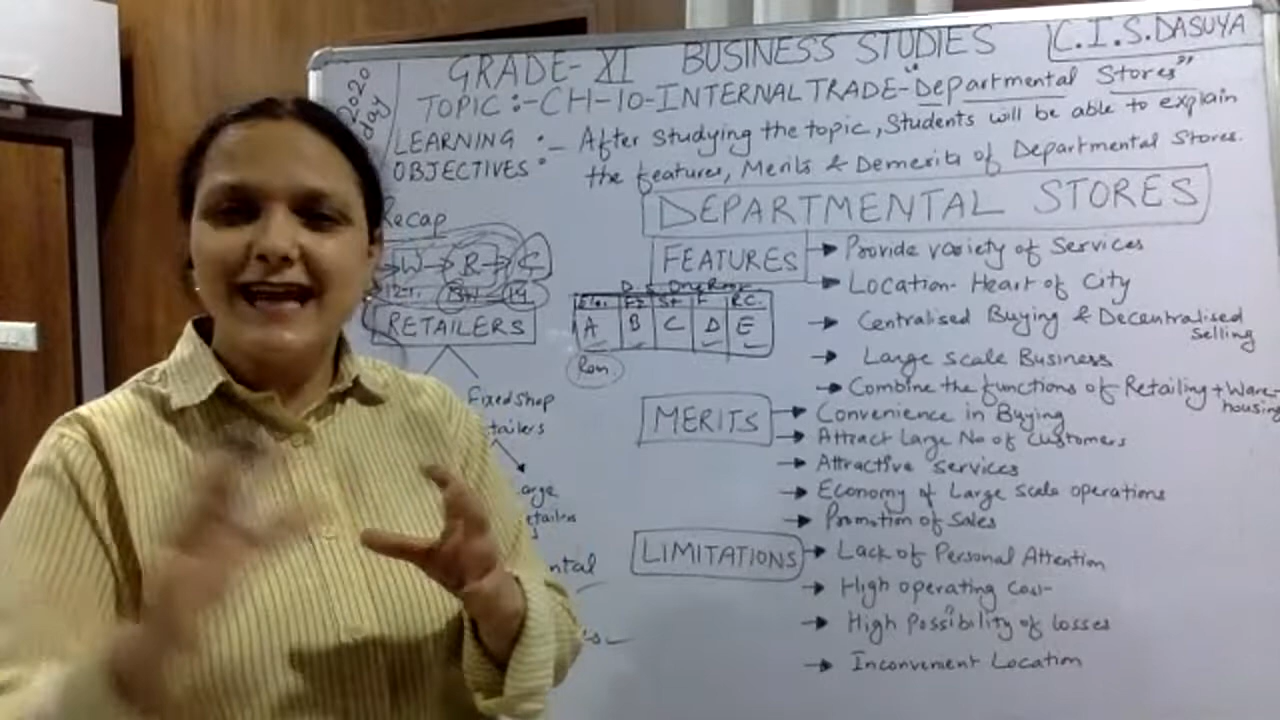 GRADE-XI BUSINESS STUDIES C.I.S.DASUYA
2020
TOPIC:-CH-10-INTERNAL TRADE-"Departmental Stores"
LEARNING OBJECTIVES :- After studying the topic, Students will be able to explain
the features, Merits & Demerits of Departmental Stores.
Recap
W → R → C
RETAILERS
Fixed Shop
tailers
arge
etailers
ntal
A B C D E
DEPARTMENTAL STORES
FEATURES
Provide variety of Services
Location- Heart of City
Centralised Buying & Decentralised
Selling
Large Scale Business
Combine the functions of Retailing + Ware-
housing
MERITS
Convenience in Buying
Attract Large No of customers
Attractive services
Economy of Large scale operations
Promotion of Sales
LIMITATIONS
Lack of Personal Attention
High operating Cost
High Possibility of losses
Inconvenient Location